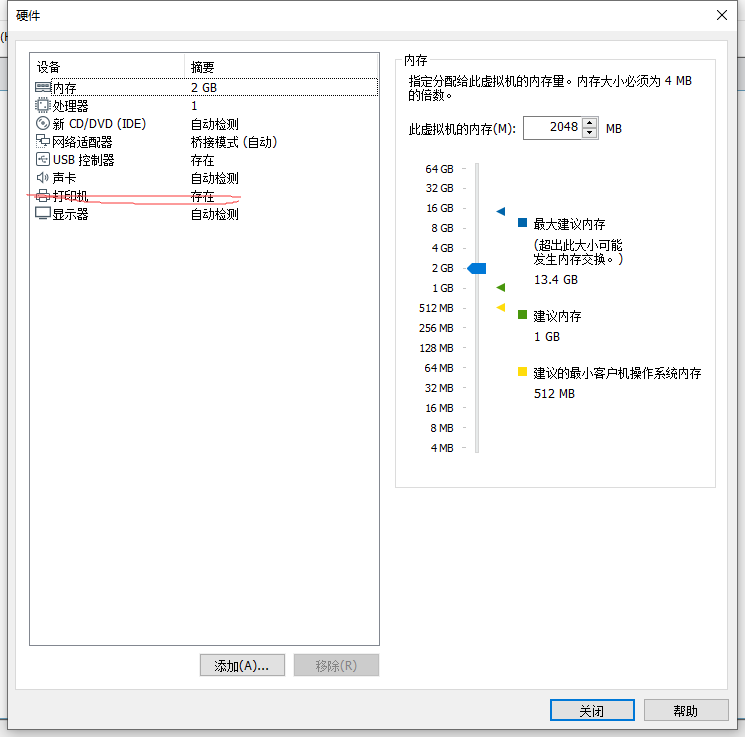 硬件
设备 摘要
内存 2 GB
处理器 1
新 CD/DVD (IDE) 自动检测
网络适配器 桥接模式 (自动)
USB 控制器 存在
声卡 自动检测
打印机 存在
显示器 自动检测
添加(A)...
移除(R)
内存
指定分配给此虚拟机的内存量。内存大小必须为 4 MB
的倍数。
此虚拟机的内存(M): 2048 MB
64 GB
32 GB
16 GB
8 GB
4 GB
2 GB
1 GB
512 MB
256 MB
128 MB
64 MB
32 MB
16 MB
8 MB
4 MB
最大建议内存
(超出此大小可能
发生内存交换。)
13.4 GB
建议内存
1 GB
建议的最小客户机操作系统内存
512 MB
关闭
帮助